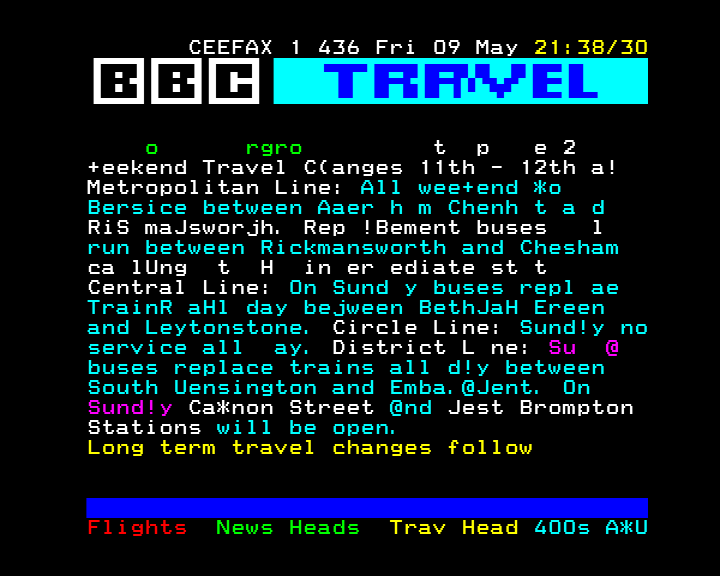 CEEFAX 1 436 Fri 09 May 21:38/30
BBC TRAVEL
o rgro t p e 2
+eekend Travel C(anges 11th - 12th a!
Metropolitan Line: All wee+end *o
Bersice between Aaer h m Chenh t a d
RiS maJsworjh. Rep !Bement buses l
run between Rickmansworth and Chesham
ca lUng t H in er ediate st t
Central Line: On Sund y buses repl ae
TrainR aHl day bejween BethJaH Ereen
and Leytonstone. Circle Line: Sund!y no
service all ay. District L ne: Su @
buses replace trains all d!y between
South Uensington and Emba.@Jent. On
Sund!y Ca*non Street @nd Jest Brompton
Stations will be open.
Long term travel changes follow
Flights News Heads Trav Head 400s A*U